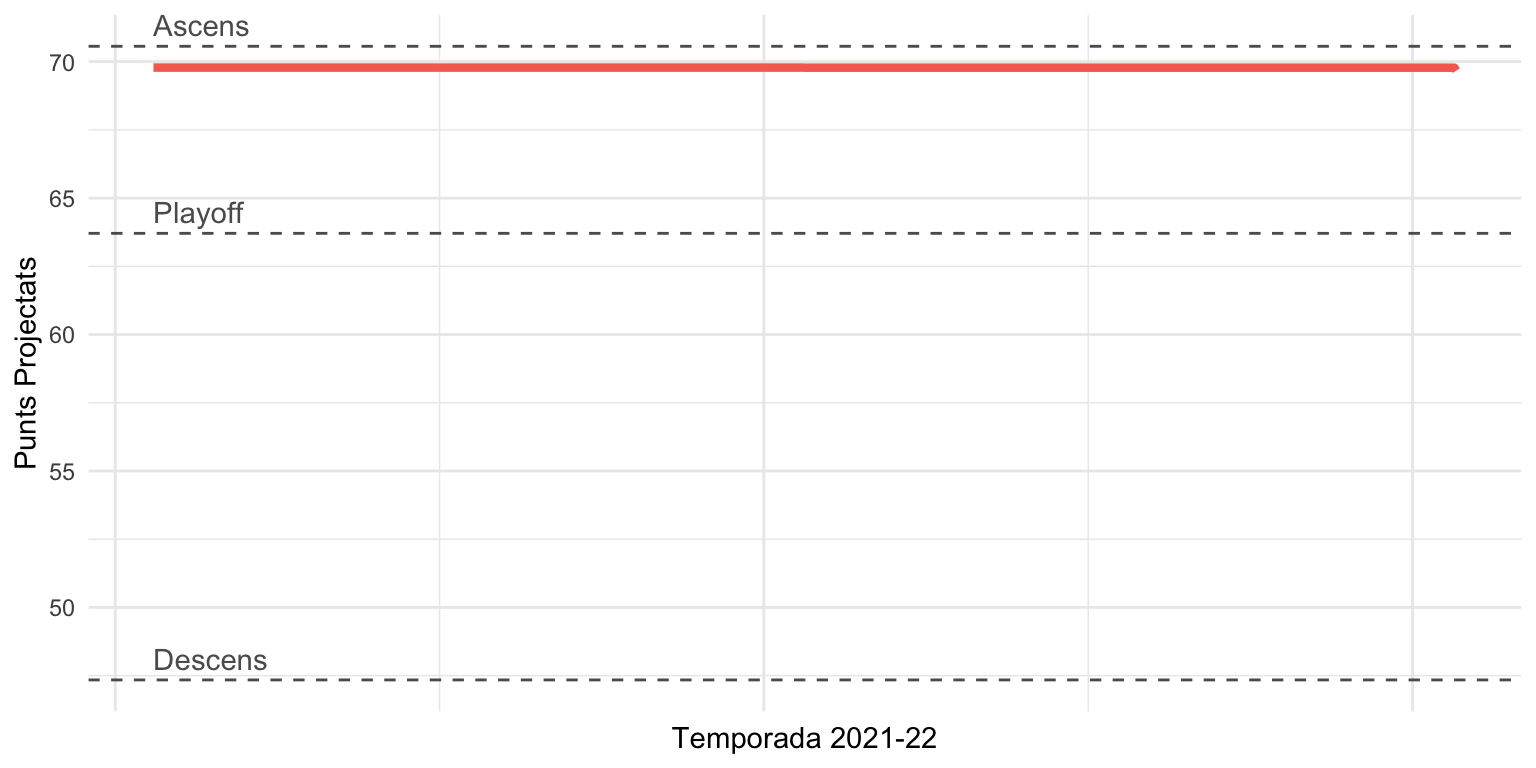 Ascens
70
65
Playoff
60
Punts Projectats
55
50
Descens
Temporada 2021-22